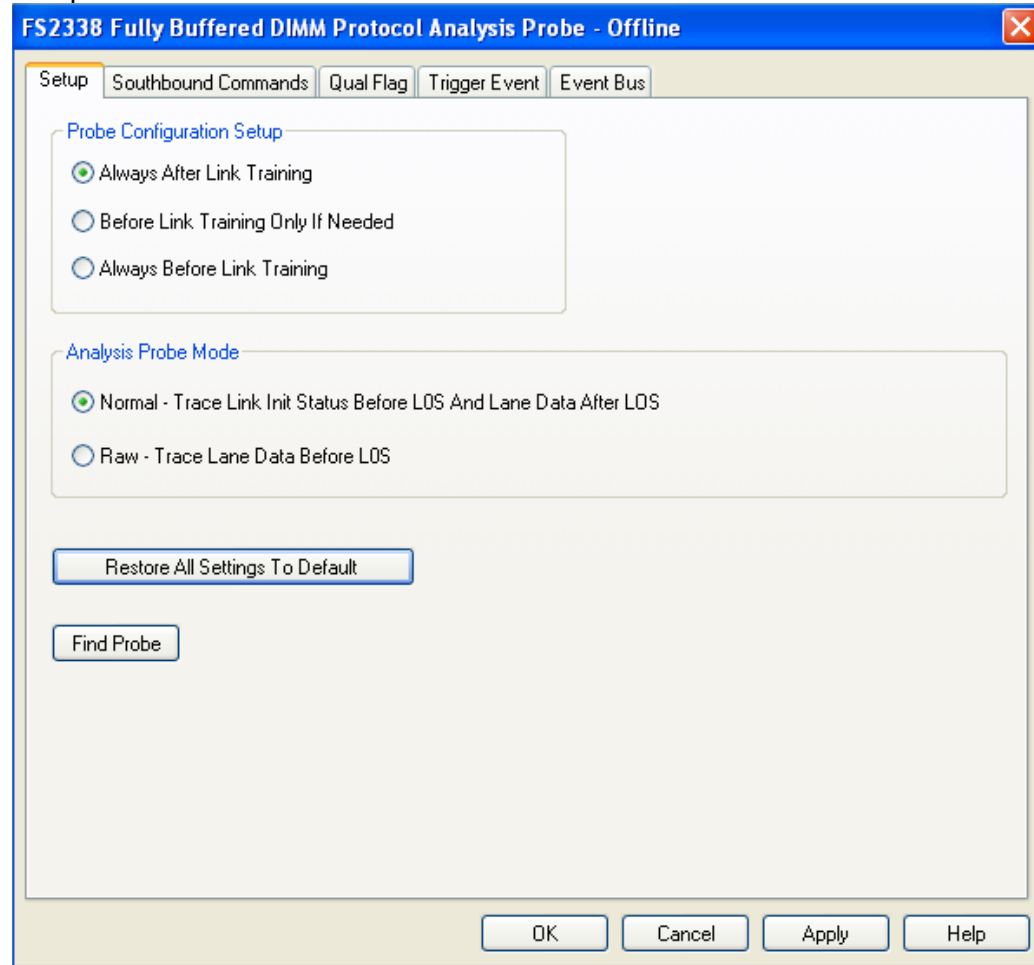 FS2338 Fully Buffered DIMM Protocol Analysis Probe - Offline
Setup Southbound Commands Qual Flag Trigger Event Event Bus
Probe Configuration Setup
Always After Link Training
Before Link Training Only If Needed
Always Before Link Training
Analysis Probe Mode
Normal - Trace Link Init Status Before L0S And Lane Data After L0S
Raw - Trace Lane Data Before L0S
Restore All Settings To Default
Find Probe
OK Cancel Apply Help